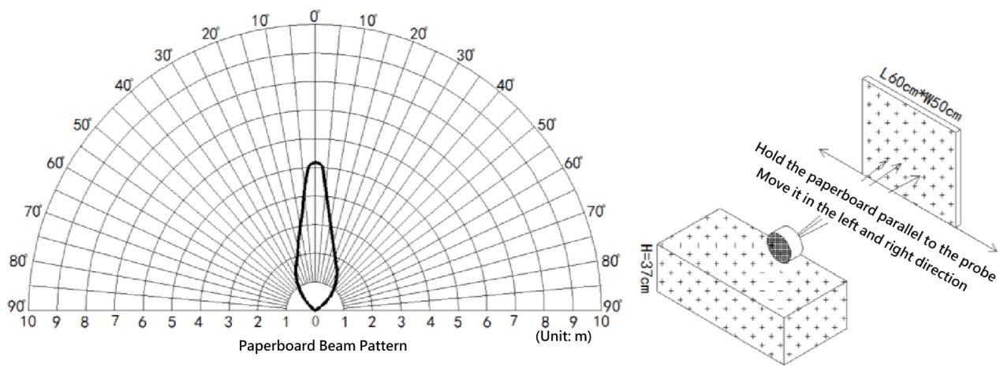 0°
10° 10°
20° 20°
30° 30°
40° 40°
50° 50°
60° 60°
70° 70°
80° 80°
90° 90°
10 9 8 7 6 5 4 3 2 1 0 1 2 3 4 5 6 7 8 9 10
(Unit: m)
Paperboard Beam Pattern
L60cm*W50cm
Hold the paperboard parallel to the probe
Move it in the left and right direction
H=37cm